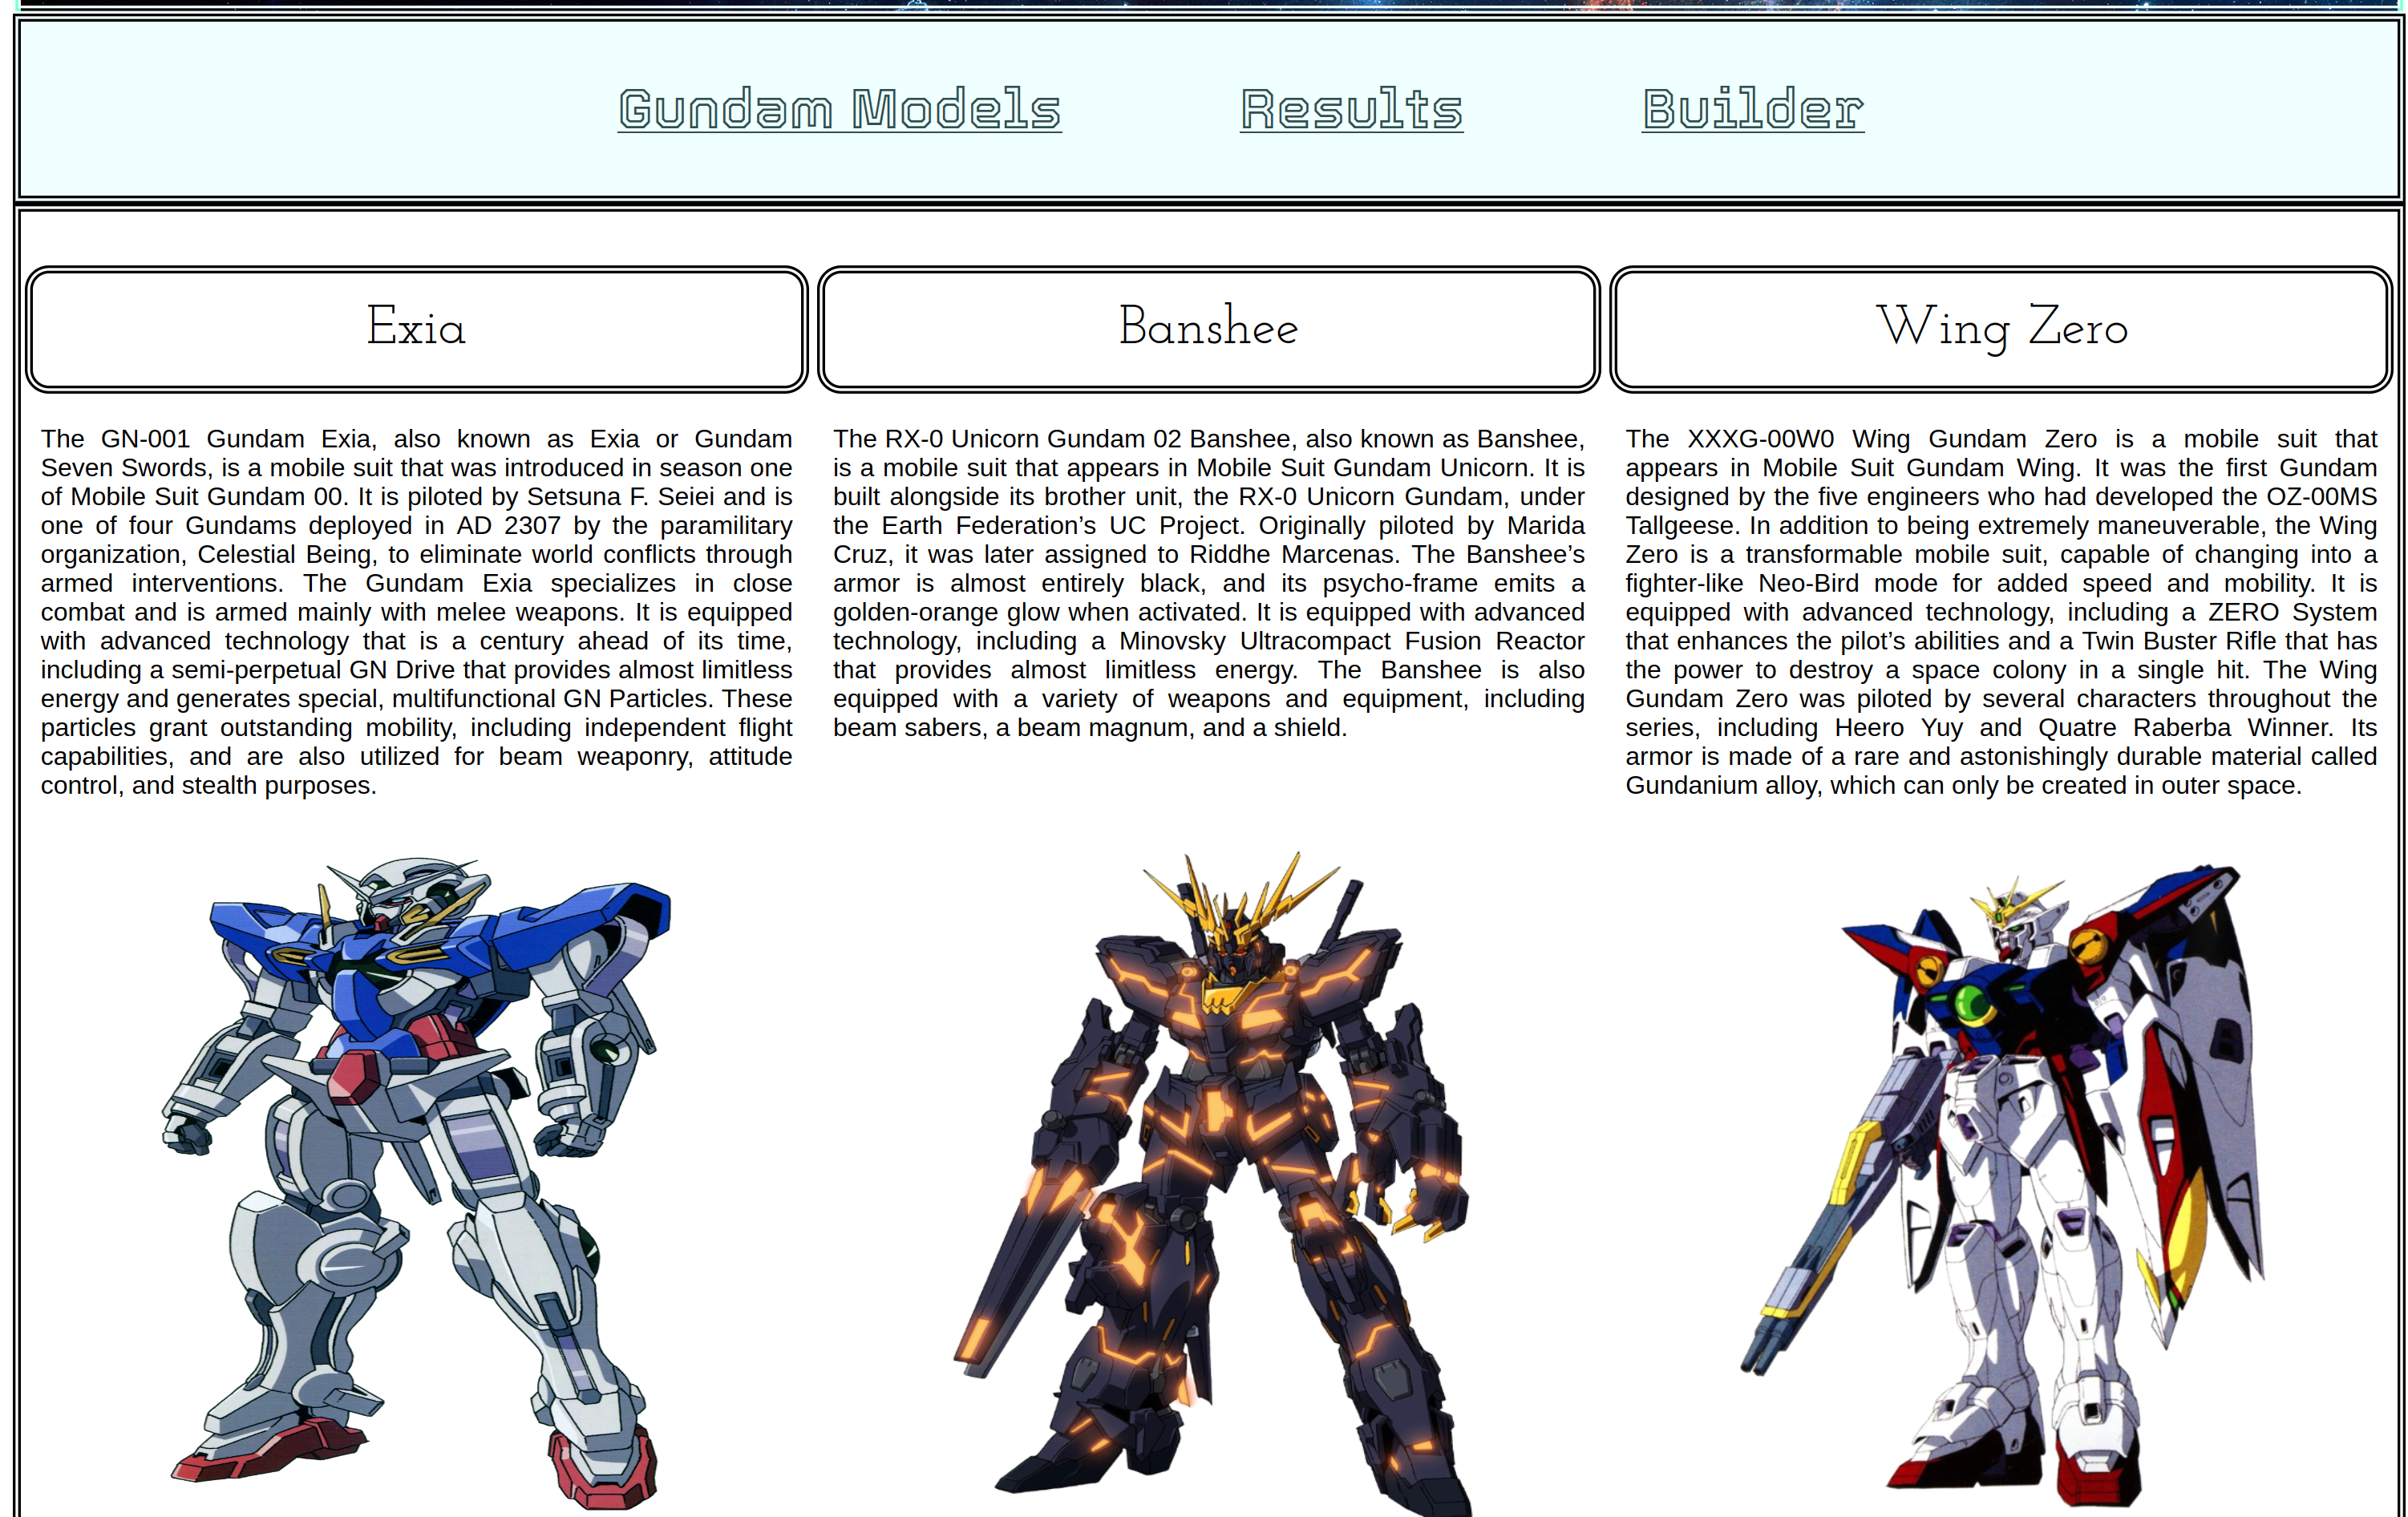 Gundam Models Results Builder
Exia
The GN-001 Gundam Exia, also known as Exia or Gundam
Seven Swords, is a mobile suit that was introduced in season one
of Mobile Suit Gundam 00. It is piloted by Setsuna F. Seiei and is
one of four Gundams deployed in AD 2307 by the paramilitary
organization, Celestial Being, to eliminate world conflicts through
armed interventions. The Gundam Exia specializes in close
combat and is armed mainly with melee weapons. It is equipped
with advanced technology that is a century ahead of its time,
including a semi-perpetual GN Drive that provides almost limitless
energy and generates special, multifunctional GN Particles. These
particles grant outstanding mobility, including independent flight
capabilities, and are also utilized for beam weaponry, attitude
control, and stealth purposes.
Banshee
The RX-0 Unicorn Gundam 02 Banshee, also known as Banshee,
is a mobile suit that appears in Mobile Suit Gundam Unicorn. It is
built alongside its brother unit, the RX-0 Unicorn Gundam, under
the Earth Federation’s UC Project. Originally piloted by Marida
Cruz, it was later assigned to Riddhe Marcenas. The Banshee’s
armor is almost entirely black, and its psycho-frame emits a
golden-orange glow when activated. It is equipped with advanced
technology, including a Minovsky Ultracompact Fusion Reactor
that provides almost limitless energy. The Banshee is also
equipped with a variety of weapons and equipment, including
beam sabers, a beam magnum, and a shield.
Wing Zero
The XXXG-00W0 Wing Gundam Zero is a mobile suit that
appears in Mobile Suit Gundam Wing. It was the first Gundam
designed by the five engineers who had developed the OZ-00MS
Tallgeese. In addition to being extremely maneuverable, the Wing
Zero is a transformable mobile suit, capable of changing into a
fighter-like Neo-Bird mode for added speed and mobility. It is
equipped with advanced technology, including a ZERO System
that enhances the pilot’s abilities and a Twin Buster Rifle that has
the power to destroy a space colony in a single hit. The Wing
Gundam Zero was piloted by several characters throughout the
series, including Heero Yuy and Quatre Raberba Winner. Its
armor is made of a rare and astonishingly durable material called
Gundanium alloy, which can only be created in outer space.